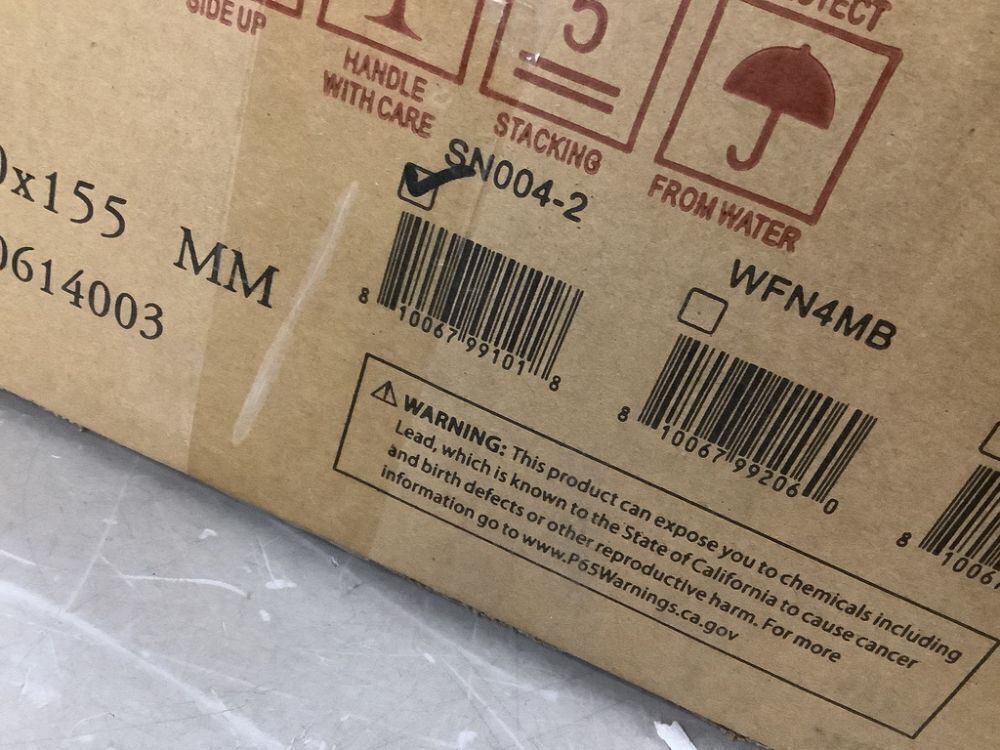 SIDE UP
HANDLE
WITH CARE
5
STACKING
FROM WATER
SN004-2
WFN4MB
x155 MM
0614003
8 10067 99101 8
8 10067 99206 0
8 1006
WARNING: This product can expose you to chemicals including
Lead, which is known to the State of California to cause cancer
and birth defects or other reproductive harm. For more
information go to www.P65Warnings.ca.gov